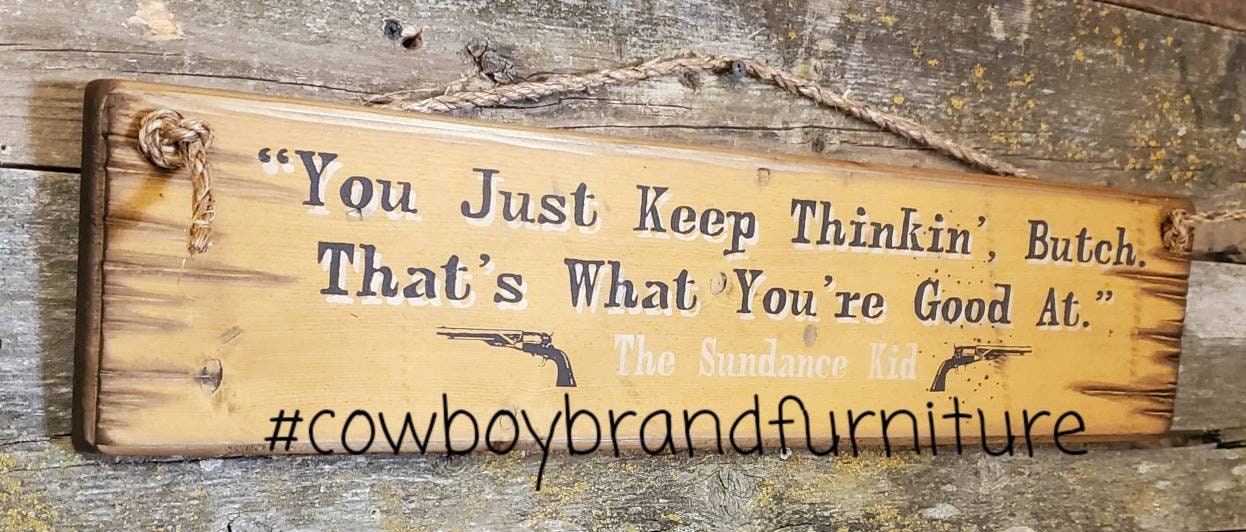 “You Just Keep Thinkin’, Butch.
That’s What You’re Good At.”
The Sundance Kid
#cowboybrandfurniture